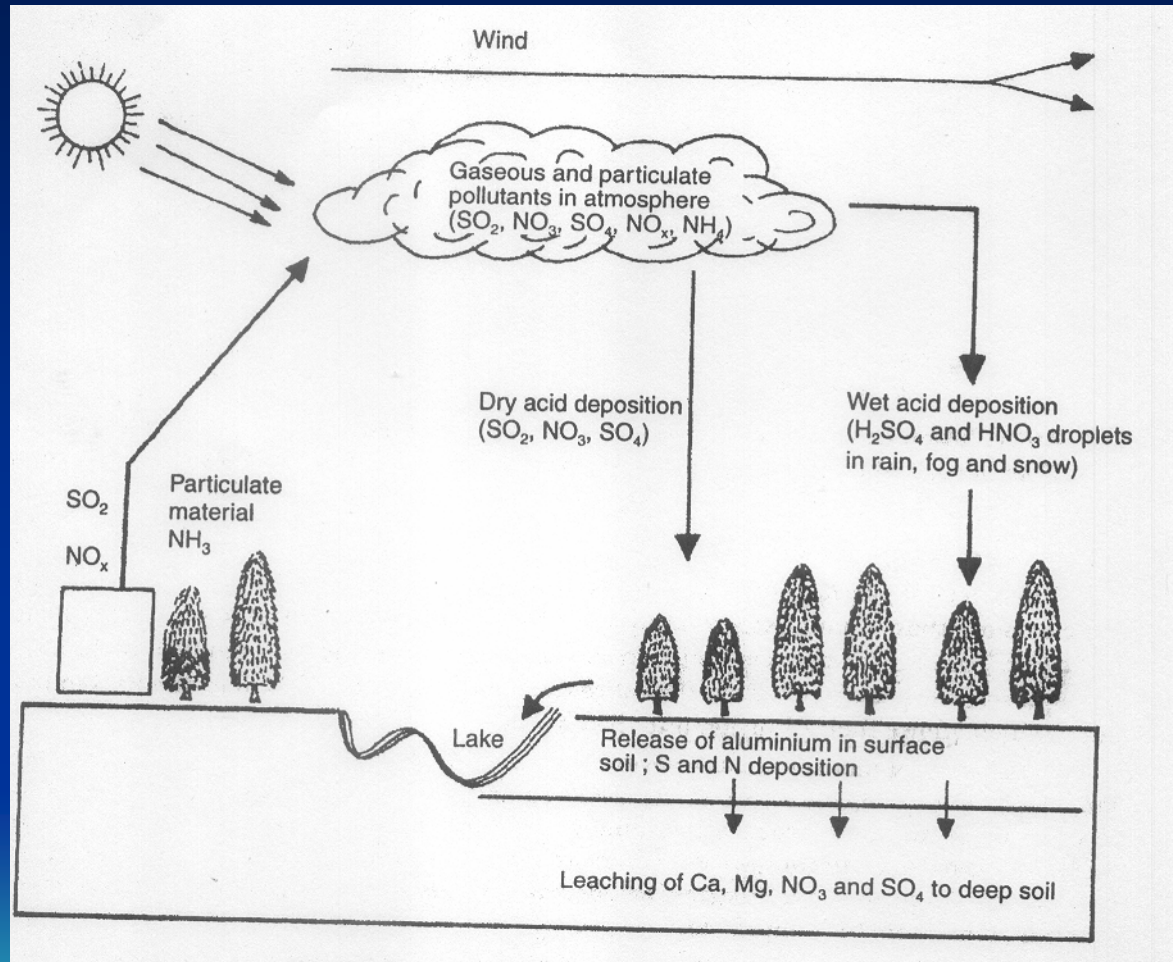 Wind
Gaseous and particulate
pollutants in atmosphere
(SO₂, NO₃, SO₄, NOₓ, NH₄)
Dry acid deposition
(SO₂, NO₃, SO₄)
Wet acid deposition
(H₂SO₄ and HNO₃ droplets
in rain, fog and snow)
SO₂
NOₓ
Particulate
material
NH₃
Lake
Release of aluminium in surface
soil ; S and N deposition
Leaching of Ca, Mg, NO₃ and SO₄ to deep soil